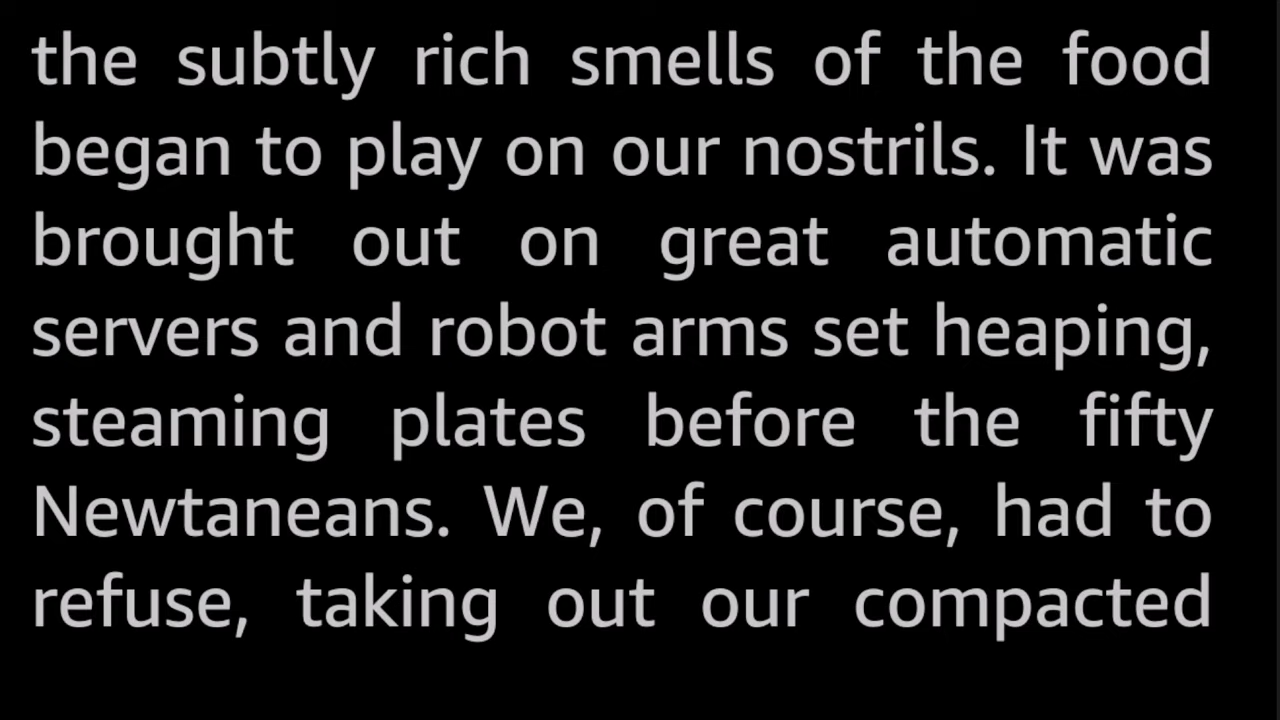 the subtly rich smells of the food
began to play on our nostrils. It was
brought out on great automatic
servers and robot arms set heaping,
steaming plates before the fifty
Newtaneans. We, of course, had to
refuse, taking out our compacted